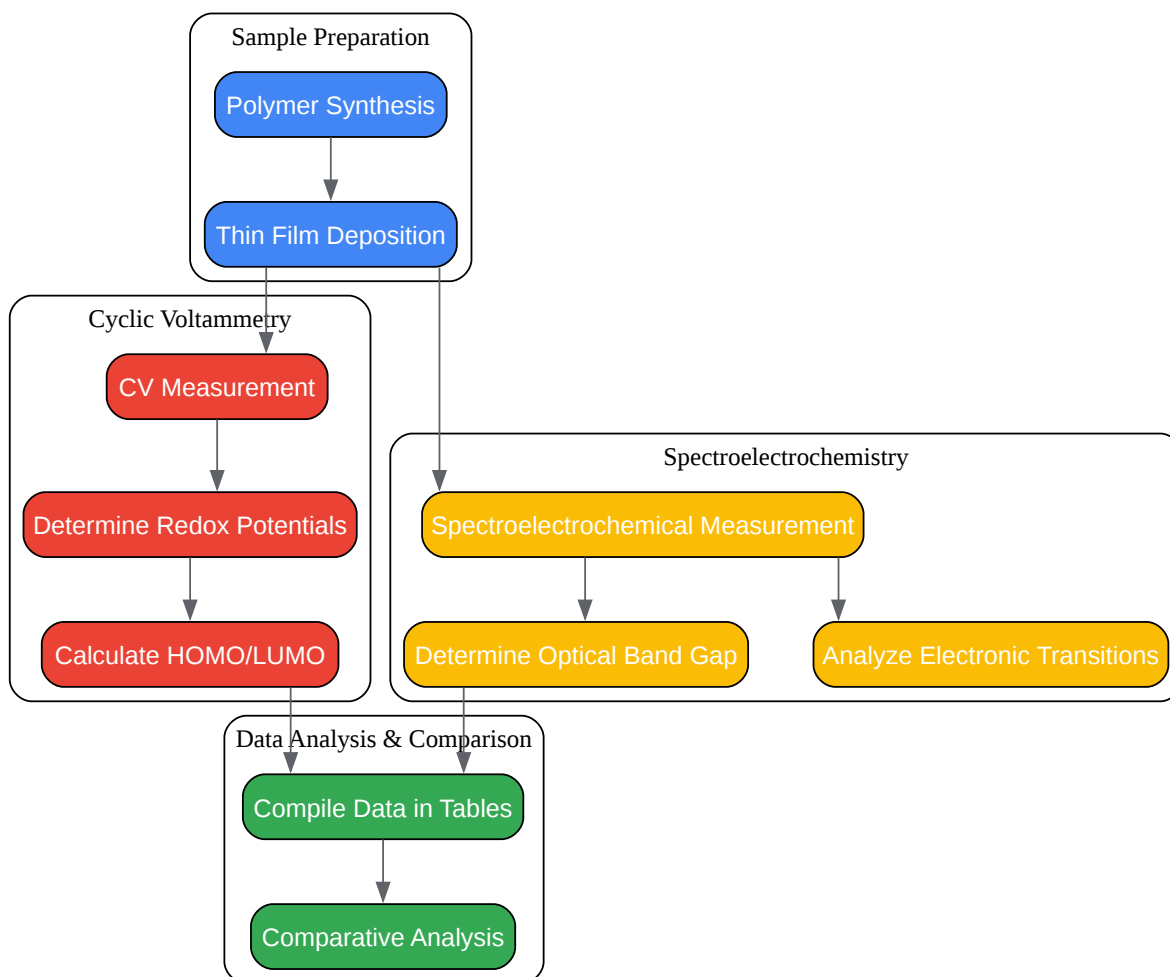 Sample Preparation
Polymer Synthesis
Thin Film Deposition
Cyclic Voltammetry
CV Measurement
Determine Redox Potentials
Calculate HOMO/LUMO
Spectroelectrochemistry
Spectroelectrochemical Measurement
Determine Optical Band Gap
Analyze Electronic Transitions
Data Analysis & Comparison
Compile Data in Tables
Comparative Analysis